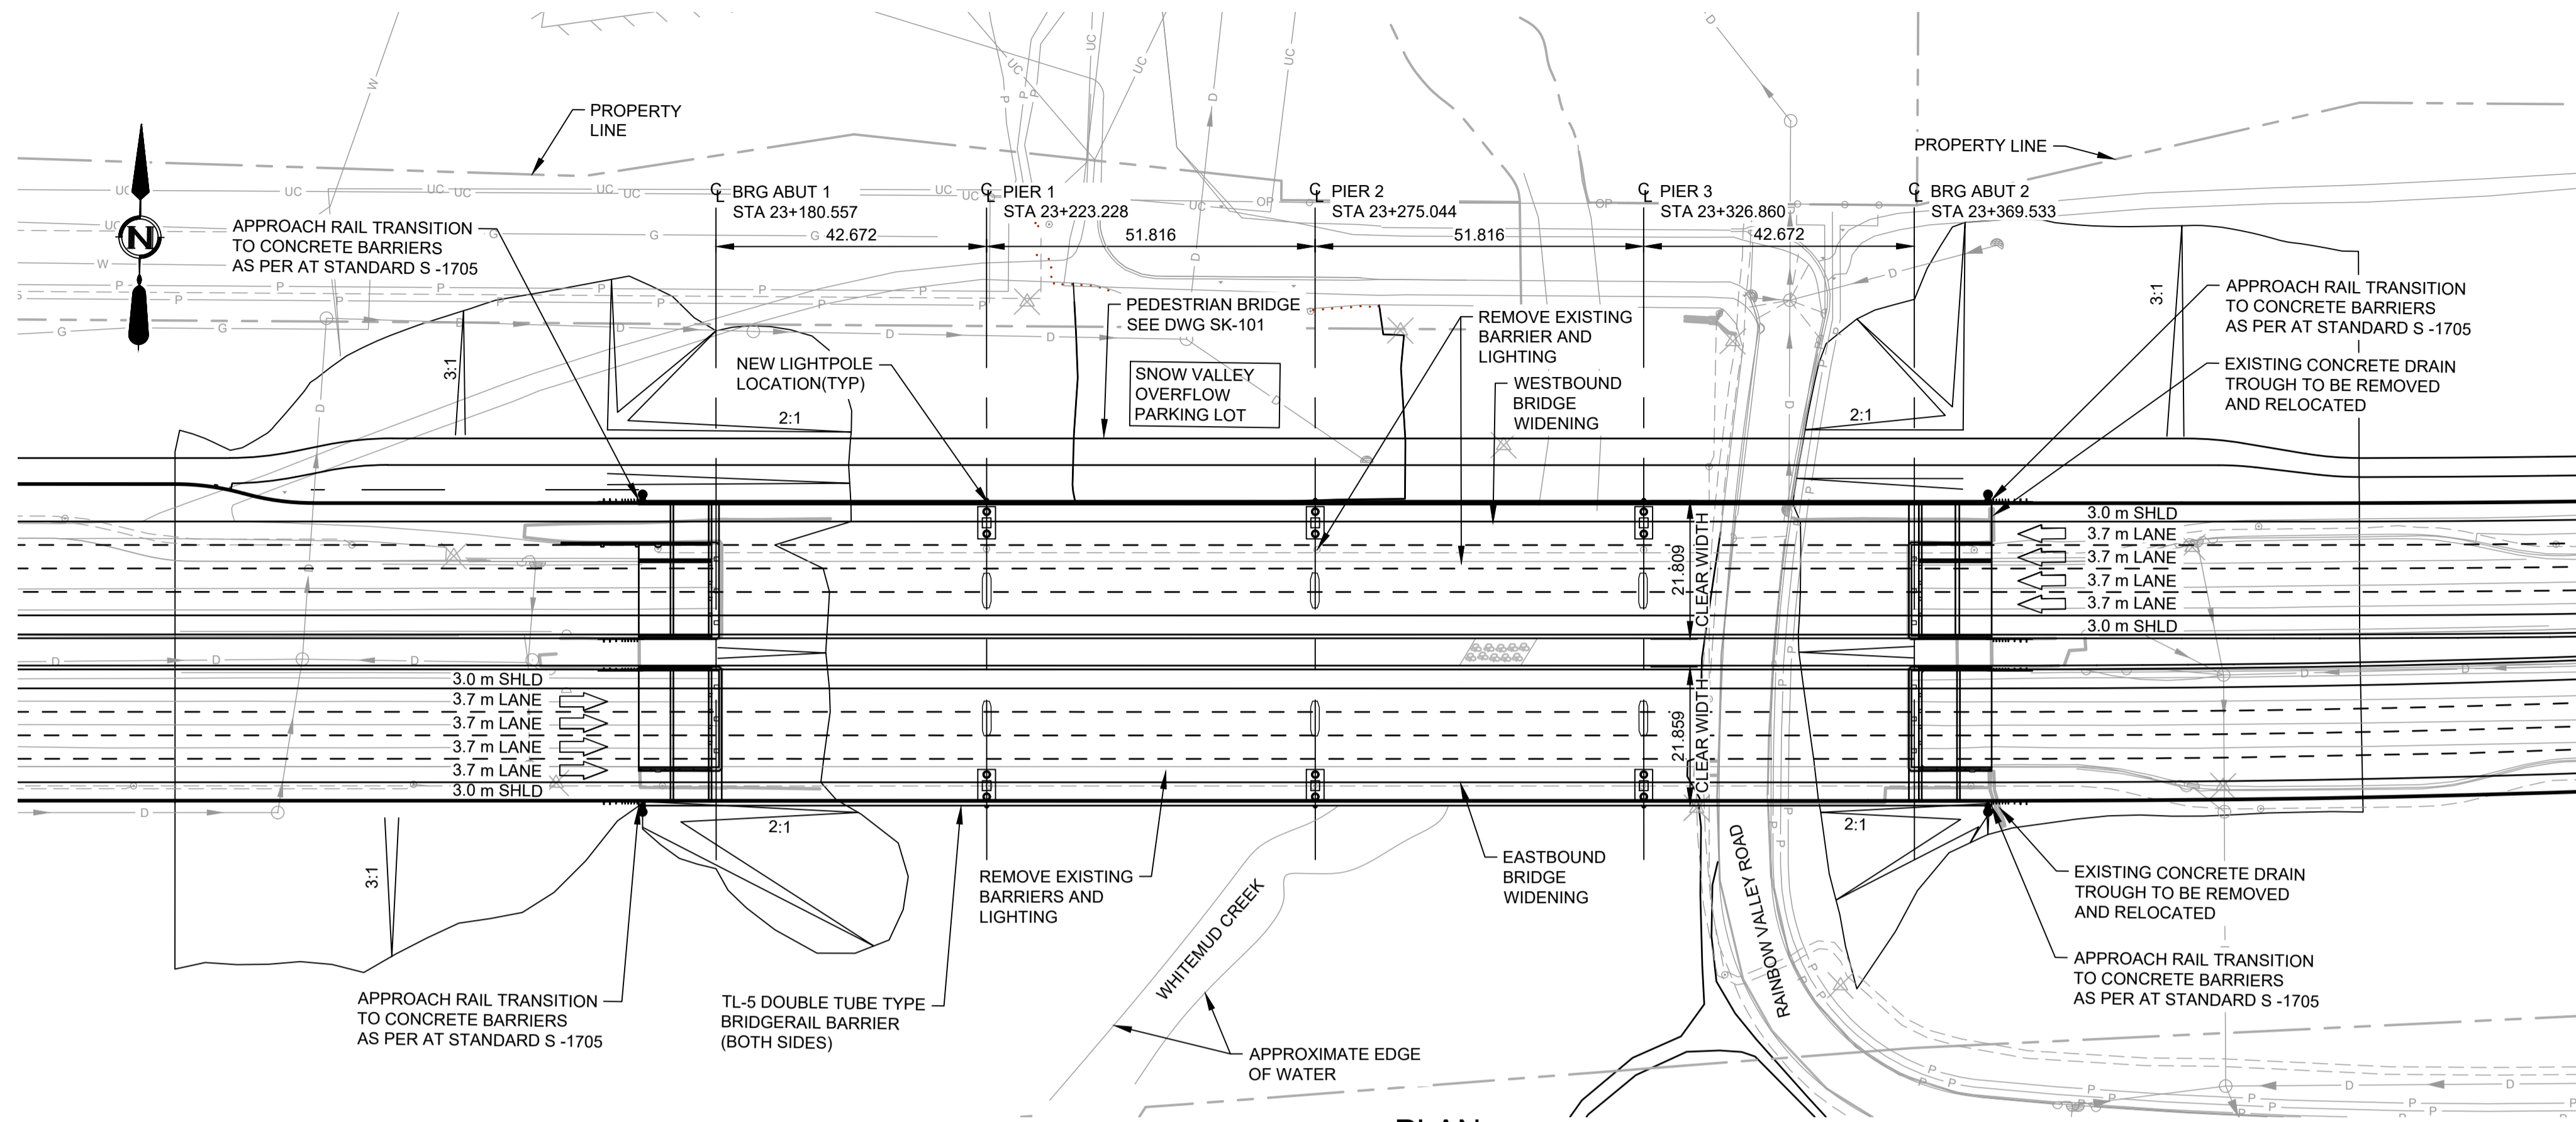 PROPERTY
LINE
PROPERTY LINE
N
℄ BRG ABUT 1
STA 23+180.557
℄ PIER 1
STA 23+223.228
℄ PIER 2
STA 23+275.044
℄ PIER 3
STA 23+326.860
℄ BRG ABUT 2
STA 23+369.533
42.672
51.816
51.816
42.672
APPROACH RAIL TRANSITION
TO CONCRETE BARRIERS
AS PER AT STANDARD S -1705
3:1
NEW LIGHTPOLE
LOCATION(TYP)
2:1
PEDESTRIAN BRIDGE
SEE DWG SK-101
SNOW VALLEY
OVERFLOW
PARKING LOT
REMOVE EXISTING
BARRIER AND
LIGHTING
WESTBOUND
BRIDGE
WIDENING
2:1
3:1
APPROACH RAIL TRANSITION
TO CONCRETE BARRIERS
AS PER AT STANDARD S -1705
EXISTING CONCRETE DRAIN
TROUGH TO BE REMOVED
AND RELOCATED
21.809
CLEAR WIDTH
3.0 m SHLD
3.7 m LANE
3.7 m LANE
3.7 m LANE
3.7 m LANE
3.0 m SHLD
3.0 m SHLD
3.7 m LANE
3.7 m LANE
3.7 m LANE
3.7 m LANE
3.0 m SHLD
21.859
CLEAR WIDTH
3:1
2:1
2:1
REMOVE EXISTING
BARRIERS AND
LIGHTING
EASTBOUND
BRIDGE
WIDENING
WHITEMUD CREEK
RAINBOW VALLEY ROAD
EXISTING CONCRETE DRAIN
TROUGH TO BE REMOVED
AND RELOCATED
APPROACH RAIL TRANSITION
TO CONCRETE BARRIERS
AS PER AT STANDARD S -1705
APPROACH RAIL TRANSITION
TO CONCRETE BARRIERS
AS PER AT STANDARD S -1705
TL-5 DOUBLE TUBE TYPE
BRIDGERAIL BARRIER
(BOTH SIDES)
APPROXIMATE EDGE
OF WATER